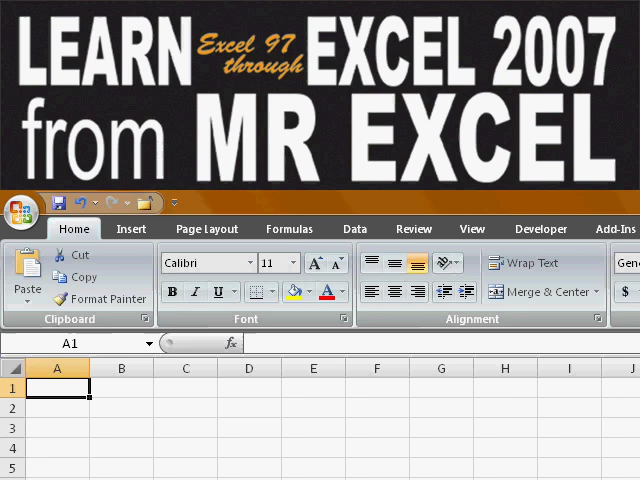 LEARN Excel 97 through EXCEL 2007
from MR EXCEL
Home Insert Page Layout Formulas Data Review View Developer Add-Ins
Cut
Calibri 11 A A Wrap Text
Copy
Paste Format Painter B I U A Merge & Center $
Clipboard Font Alignment
A1 fx
A B C D E F G H I J
1
2
3
4
5